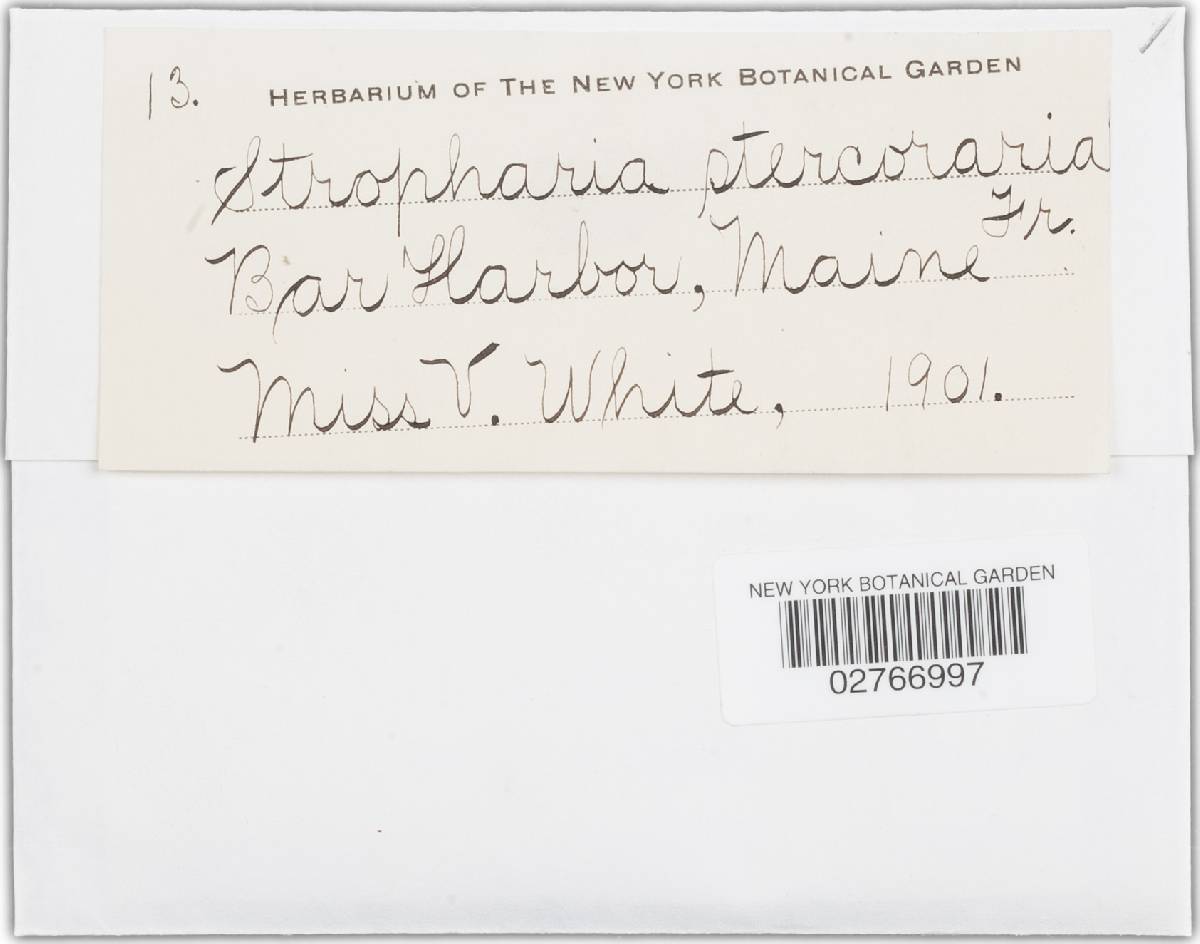 13. HERBARIUM OF THE NEW YORK BOTANICAL GARDEN
Stropharia stercoraria
Fr.
Bar Harbor, Maine
Miss V. White, 1901.
NEW YORK BOTANICAL GARDEN
02766997